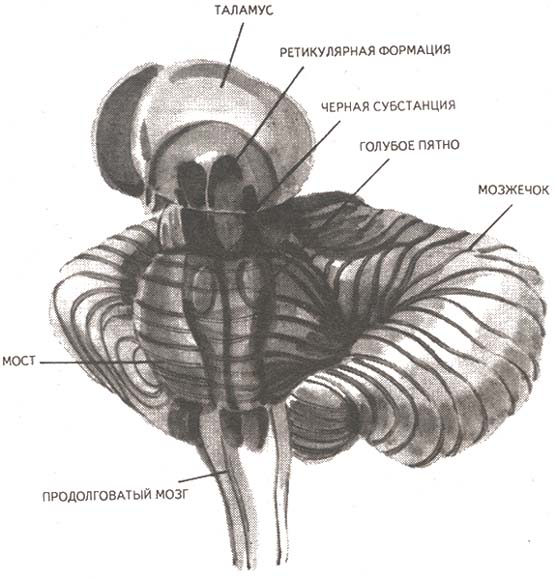 ТАЛАМУС
РЕТИКУЛЯРНАЯ ФОРМАЦИЯ
ЧЕРНАЯ СУБСТАНЦИЯ
ГОЛУБОЕ ПЯТНО
МОЗЖЕЧОК
МОСТ
ПРОДОЛГОВАТЫЙ МОЗГ